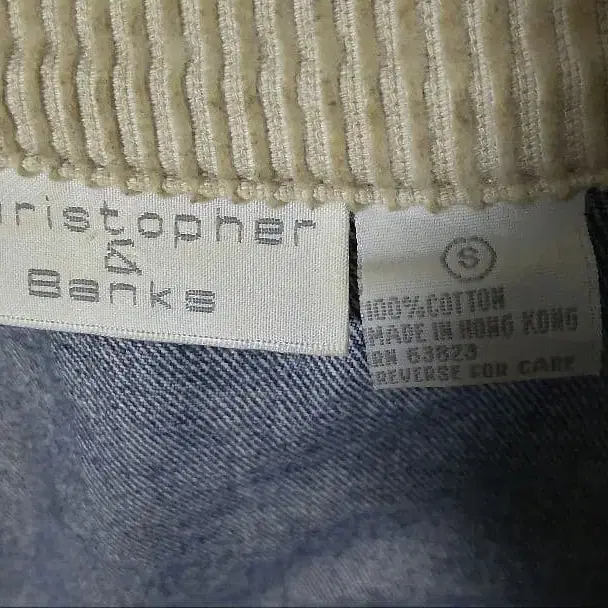 ristopher
&
Banks
S
100% COTTON
MADE IN HONG KONG
RN 63823
REVERSE FOR CARE